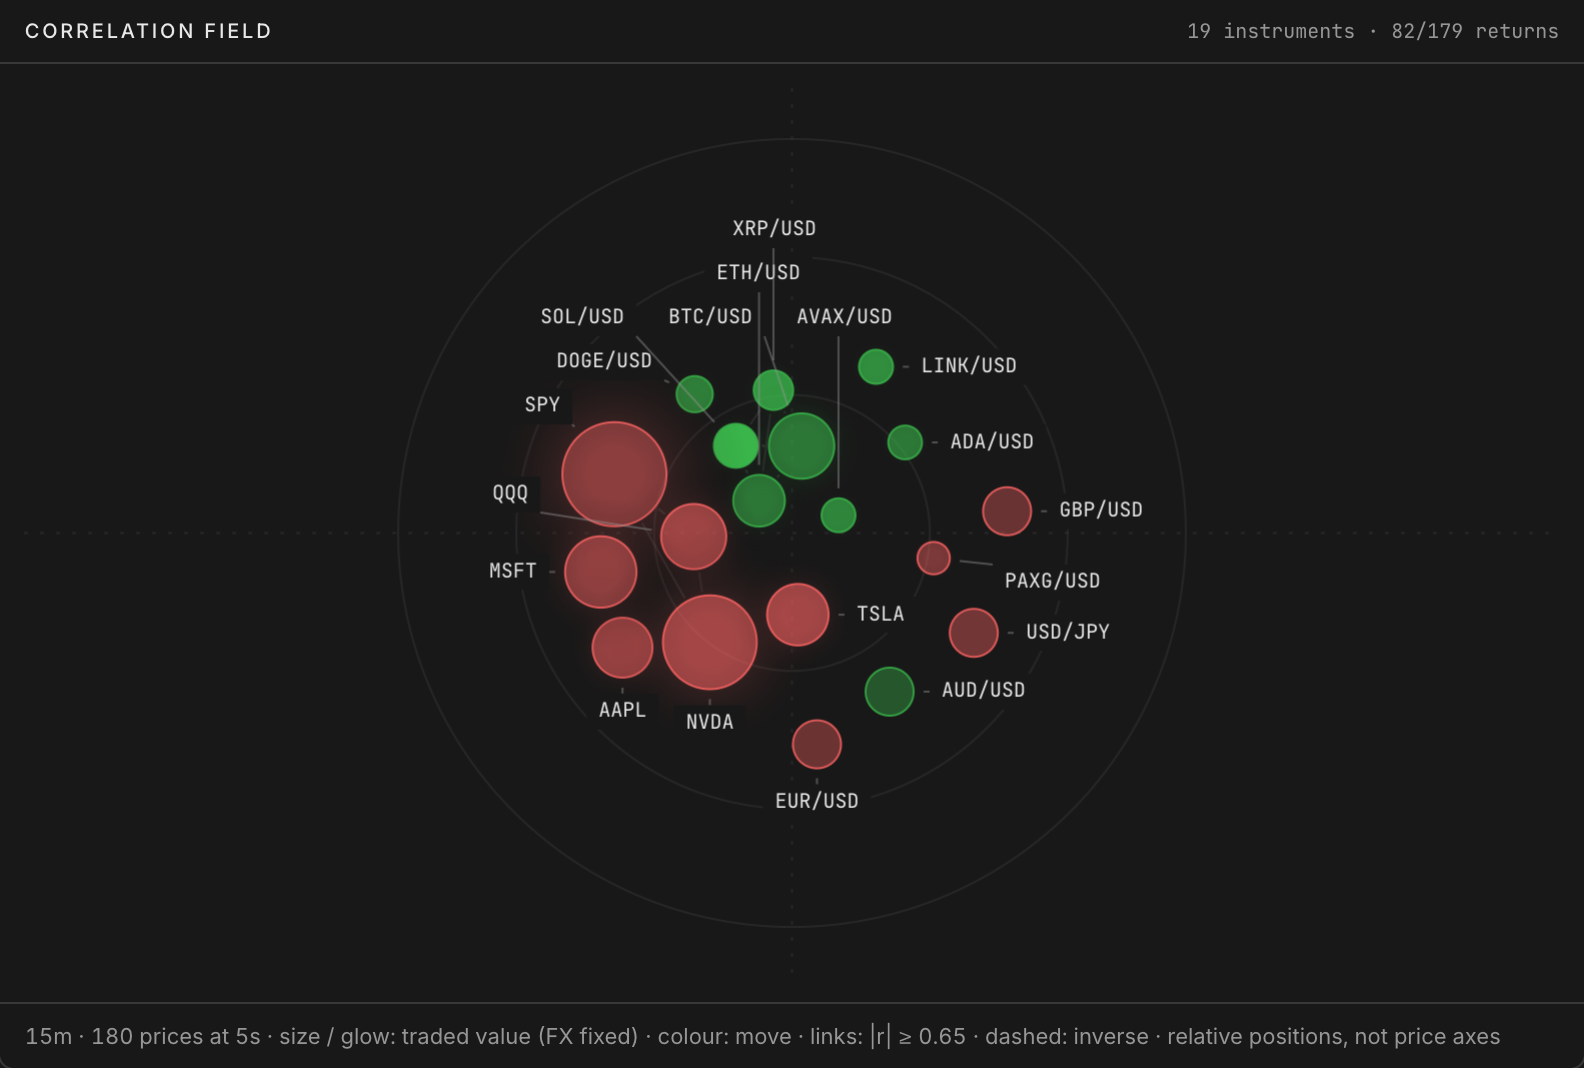 CORRELATION FIELD
19 instruments · 82/179 returns
XRP/USD
ETH/USD
SOL/USD
BTC/USD
AVAX/USD
DOGE/USD
LINK/USD
SPY
ADA/USD
QQQ
GBP/USD
MSFT
PAXG/USD
TSLA
USD/JPY
AUD/USD
AAPL
NVDA
EUR/USD
15m · 180 prices at 5s · size / glow: traded value (FX fixed) · colour: move · links: |r| ≥ 0.65 · dashed: inverse · relative positions, not price axes